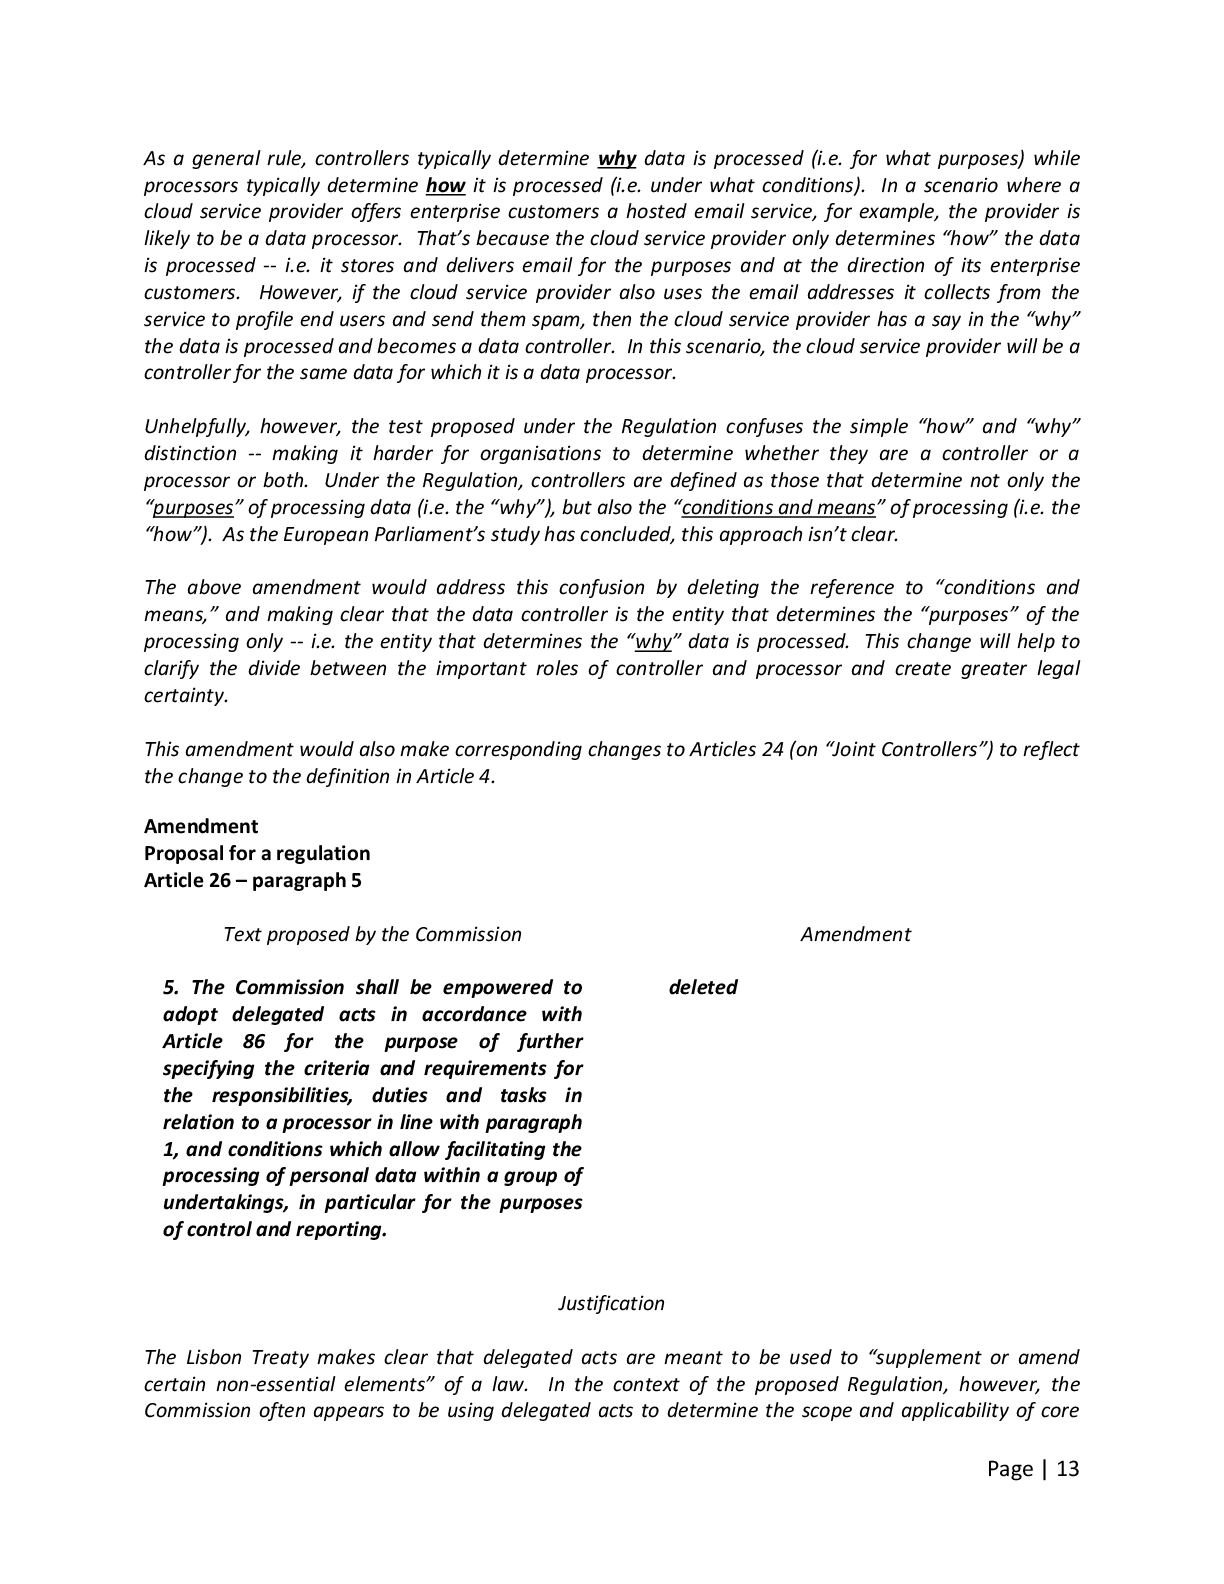 As a general rule, controllers typically determine why data is processed (i.e. for what purposes) while
processors typically determine how it is processed (i.e. under what conditions).  In a scenario where a
cloud service provider offers enterprise customers a hosted email service, for example, the provider is
likely to be a data processor.  That’s because the cloud service provider only determines “how” the data
is processed -- i.e. it stores and delivers email for the purposes and at the direction of its enterprise
customers.  However, if the cloud service provider also uses the email addresses it collects from the
service to profile end users and send them spam, then the cloud service provider has a say in the “why”
the data is processed and becomes a data controller.  In this scenario, the cloud service provider will be a
controller for the same data for which it is a data processor.
Unhelpfully, however, the test proposed under the Regulation confuses the simple “how” and “why”
distinction -- making it harder for organisations to determine whether they are a controller or a
processor or both.  Under the Regulation, controllers are defined as those that determine not only the
“purposes” of processing data (i.e. the “why”), but also the “conditions and means” of processing (i.e. the
“how”).  As the European Parliament’s study has concluded, this approach isn’t clear.
The above amendment would address this confusion by deleting the reference to “conditions and
means,” and making clear that the data controller is the entity that determines the “purposes” of the
processing only -- i.e. the entity that determines the “why” data is processed.  This change will help to
clarify the divide between the important roles of controller and processor and create greater legal
certainty.
This amendment would also make corresponding changes to Articles 24 (on “Joint Controllers”) to reflect
the change to the definition in Article 4.
Amendment
Proposal for a regulation
Article 26 – paragraph 5
Text proposed by the Commission
Amendment
5. The Commission shall be empowered to
adopt delegated acts in accordance with
Article 86 for the purpose of further
specifying the criteria and requirements for
the responsibilities, duties and tasks in
relation to a processor in line with paragraph
1, and conditions which allow facilitating the
processing of personal data within a group of
undertakings, in particular for the purposes
of control and reporting.
deleted
Justification
The Lisbon Treaty makes clear that delegated acts are meant to be used to “supplement or amend
certain non-essential elements” of a law.  In the context of the proposed Regulation, however, the
Commission often appears to be using delegated acts to determine the scope and applicability of core
Page | 13